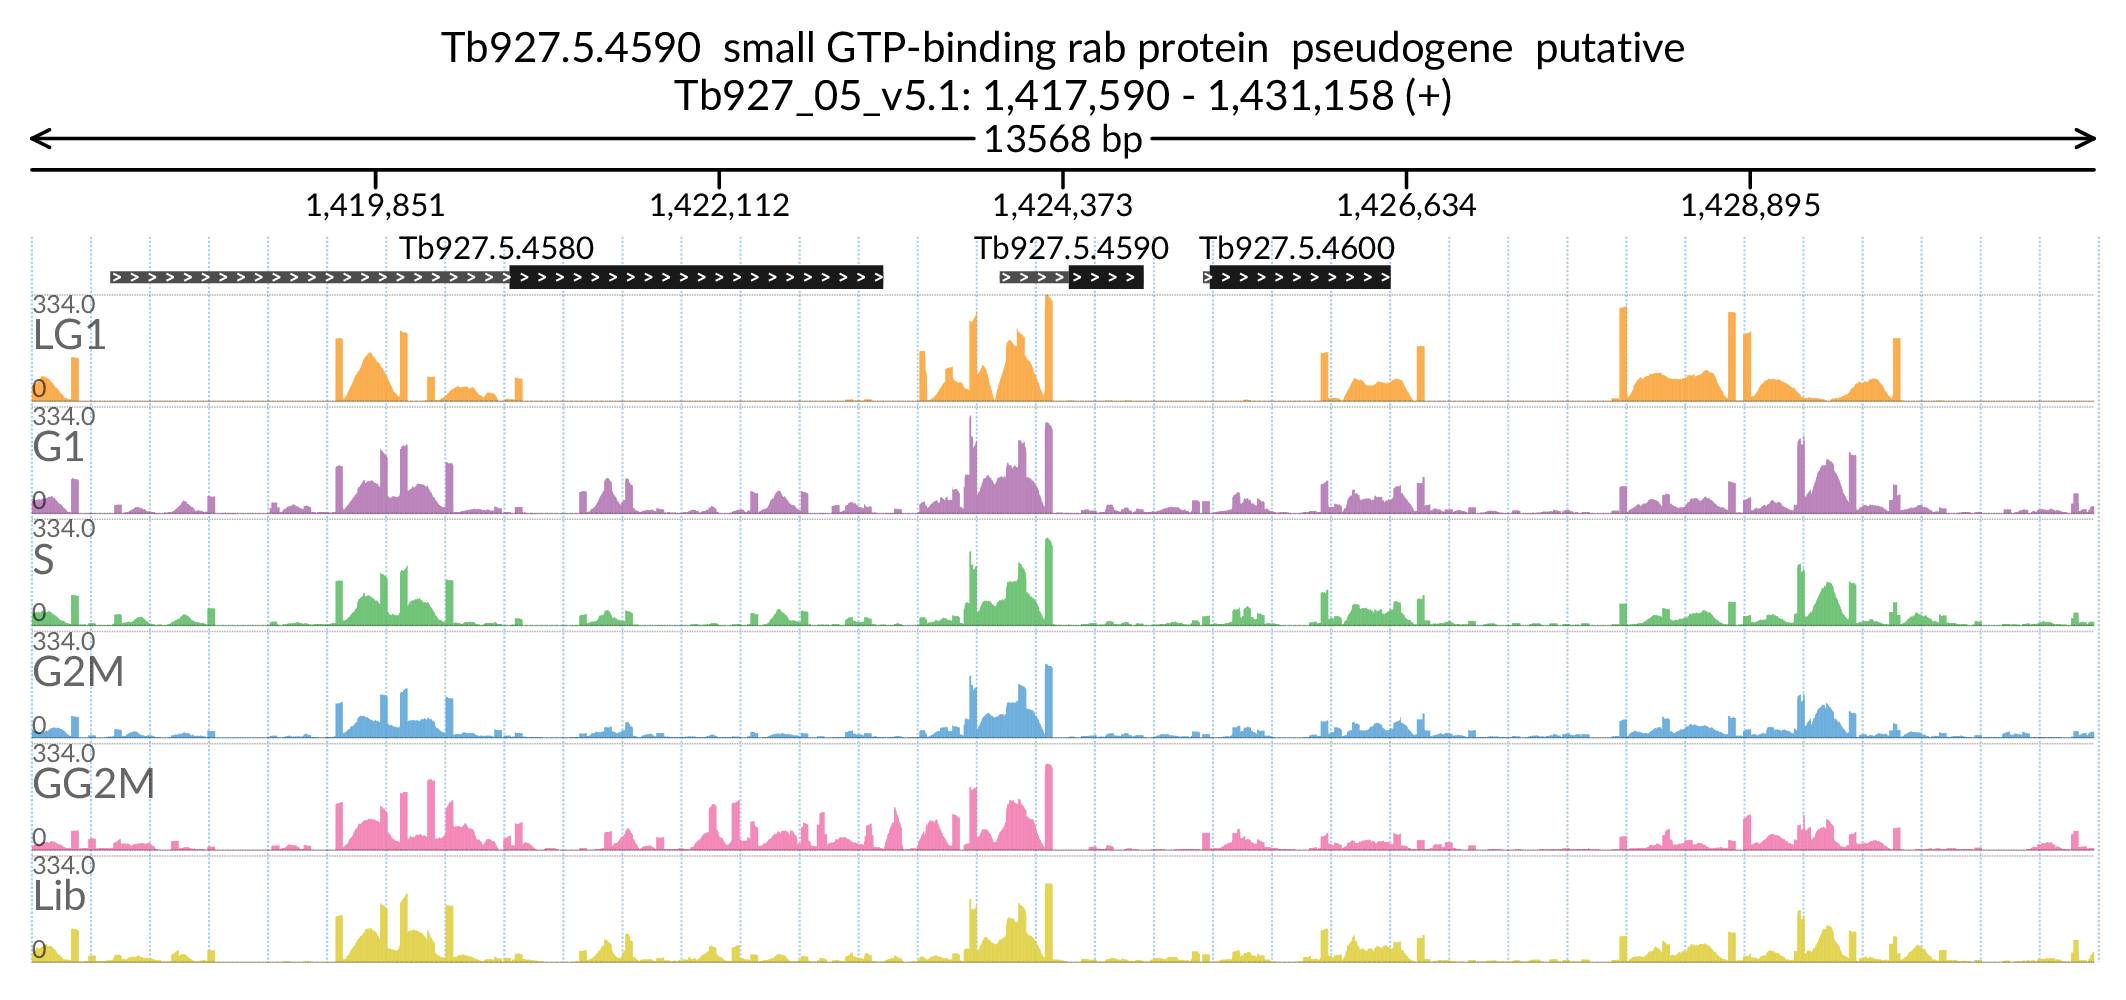 Tb927.5.4590 small GTP-binding rab protein pseudogene putative
Tb927_05_v5.1: 1,417,590 - 1,431,158 (+)
13568 bp
1,419,851 1,422,112 1,424,373 1,426,634 1,428,895
Tb927.5.4580 Tb927.5.4590 Tb927.5.4600
334.0
LG1
0
334.0
G1
0
334.0
S
0
334.0
G2M
0
334.0
GG2M
0
334.0
Lib
0